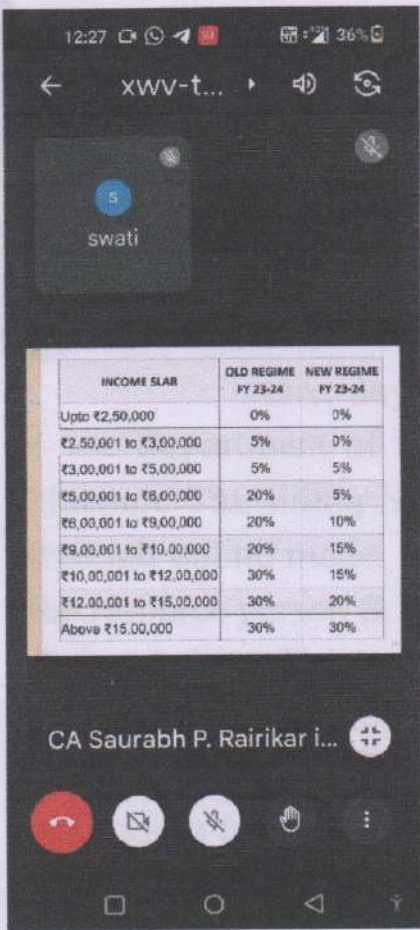 12:27 36%
xwv-t...
s
swati
INCOME SLAB OLD REGIME FY 23-24 NEW REGIME FY 23-24
Upto ₹2,50,000 0% 0%
₹2,50,001 to ₹3,00,000 5% 0%
₹3,00,001 to ₹5,00,000 5% 5%
₹5,00,001 to ₹6,00,000 20% 5%
₹6,00,001 to ₹9,00,000 20% 10%
₹9,00,001 to ₹10,00,000 20% 15%
₹10,00,001 to ₹12,00,000 30% 15%
₹12,00,001 to ₹15,00,000 30% 20%
Above ₹15,00,000 30% 30%
CA Saurabh P. Rairikar i...